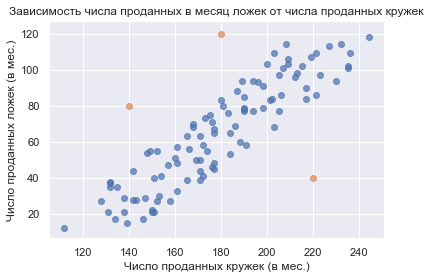 Зависимость числа проданных в месяц ложек от числа проданных кружек
Число проданных ложек (в мес.)
120
100
80
60
40
20
120 140 160 180 200 220 240
Число проданных кружек (в мес.)